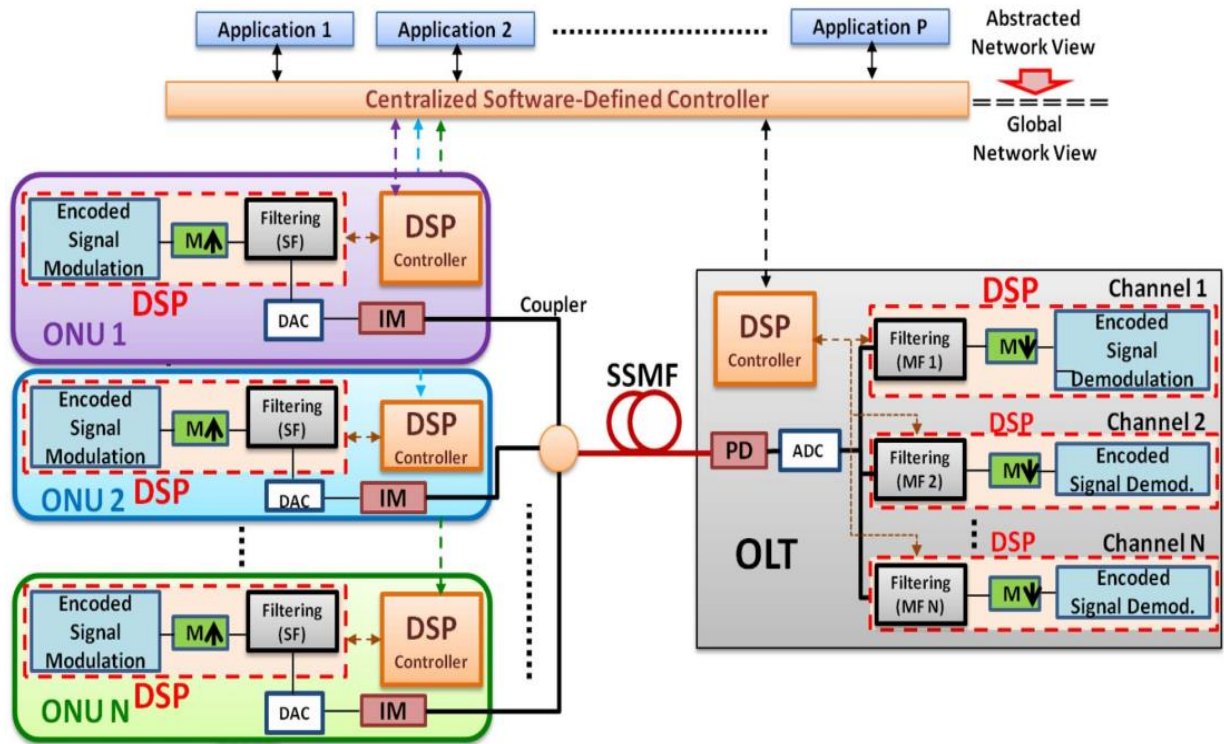 Application 1
Application 2
Application P
Abstracted
Network View
Centralized Software-Defined Controller
Global
Network View
Encoded
Signal
Modulation
M
Filtering
(SF)
DSP
Controller
DSP
DAC
IM
ONU 1
Coupler
Encoded
Signal
Modulation
M
Filtering
(SF)
DSP
Controller
DSP
DAC
IM
ONU 2
Encoded
Signal
Modulation
M
Filtering
(SF)
DSP
Controller
DSP
DAC
IM
ONU N
SSMF
DSP
Controller
PD
ADC
OLT
DSP
Channel 1
Filtering
(MF 1)
M
Encoded
Signal
Demodulation
DSP
Channel 2
Filtering
(MF 2)
M
Encoded
Signal Demod.
DSP
Channel N
Filtering
(MF N)
M
Encoded
Signal Demod.